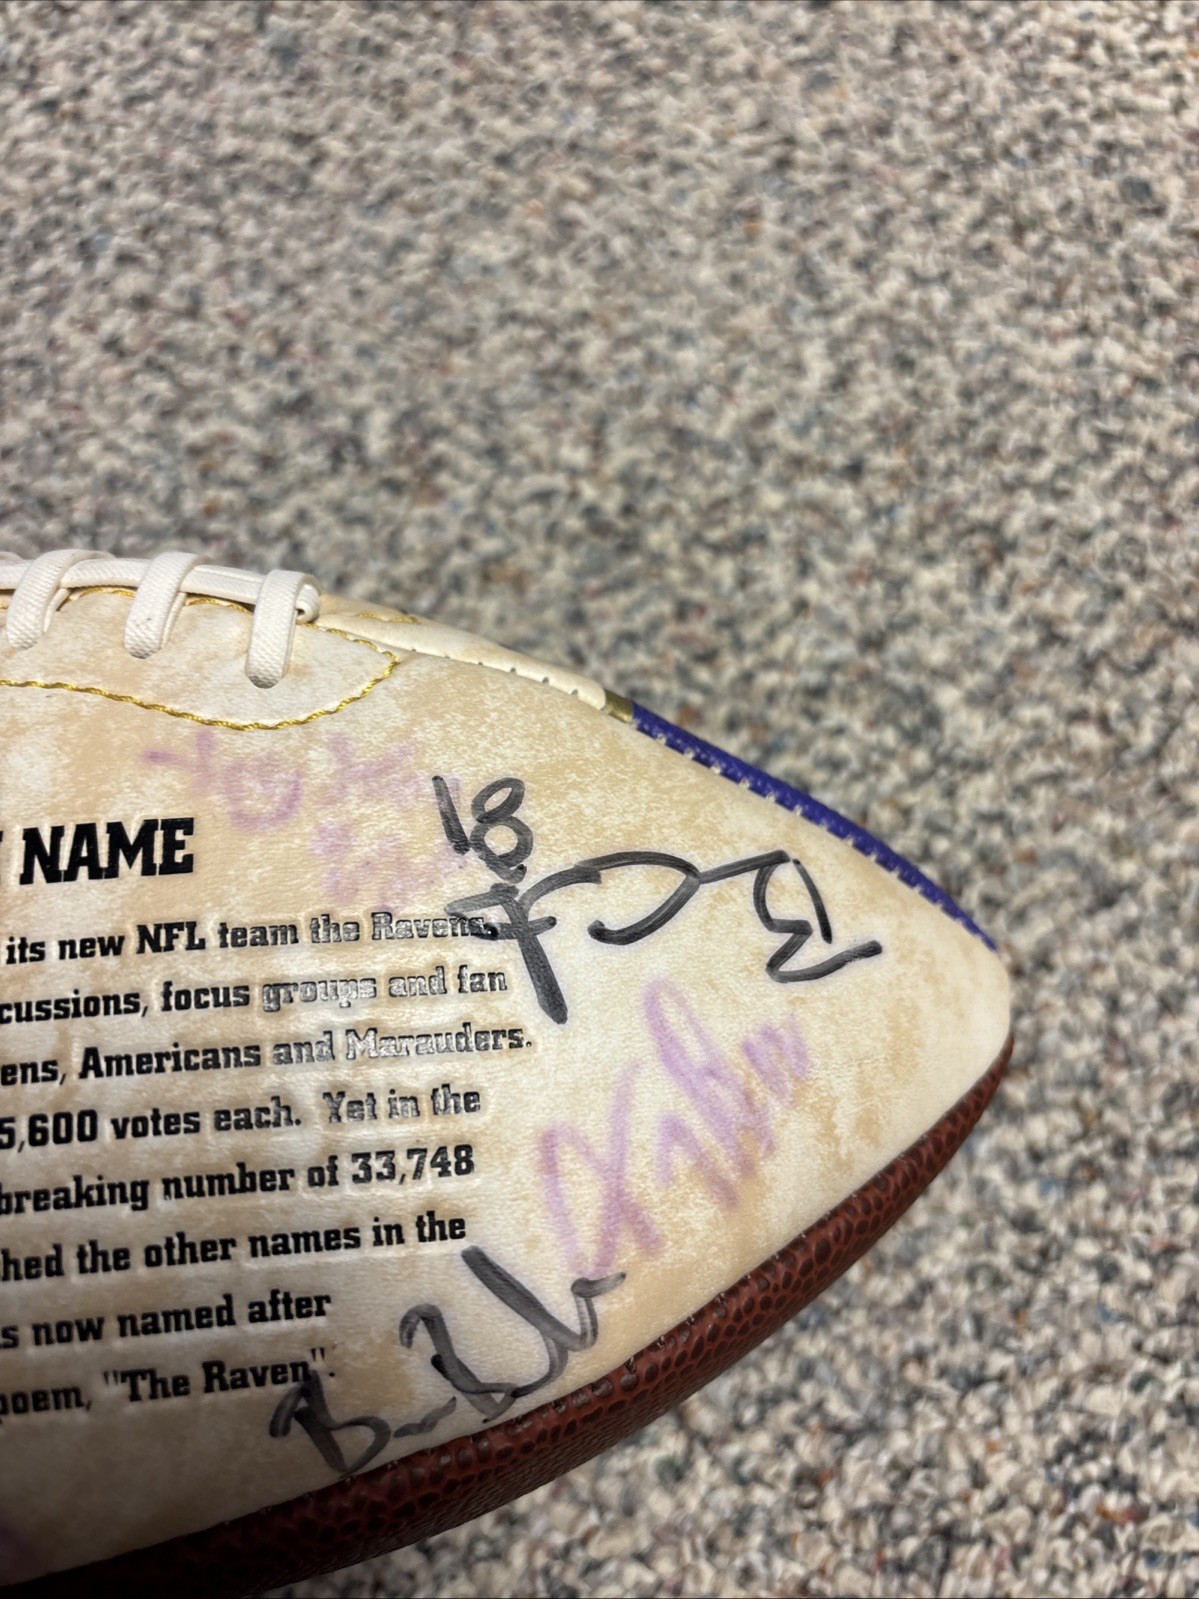 NAME
18
its new NFL team the Ravens,
cussions, focus groups and fan
ens, Americans and Marauders.
5,600 votes each. Yet in the
breaking number of 33,748
hed the other names in the
s now named after
poem, "The Raven".